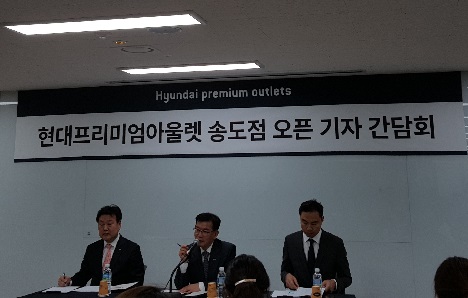 Hyundai premium outlets
현대프리미엄아울렛 송도점 오픈 기자 간담회